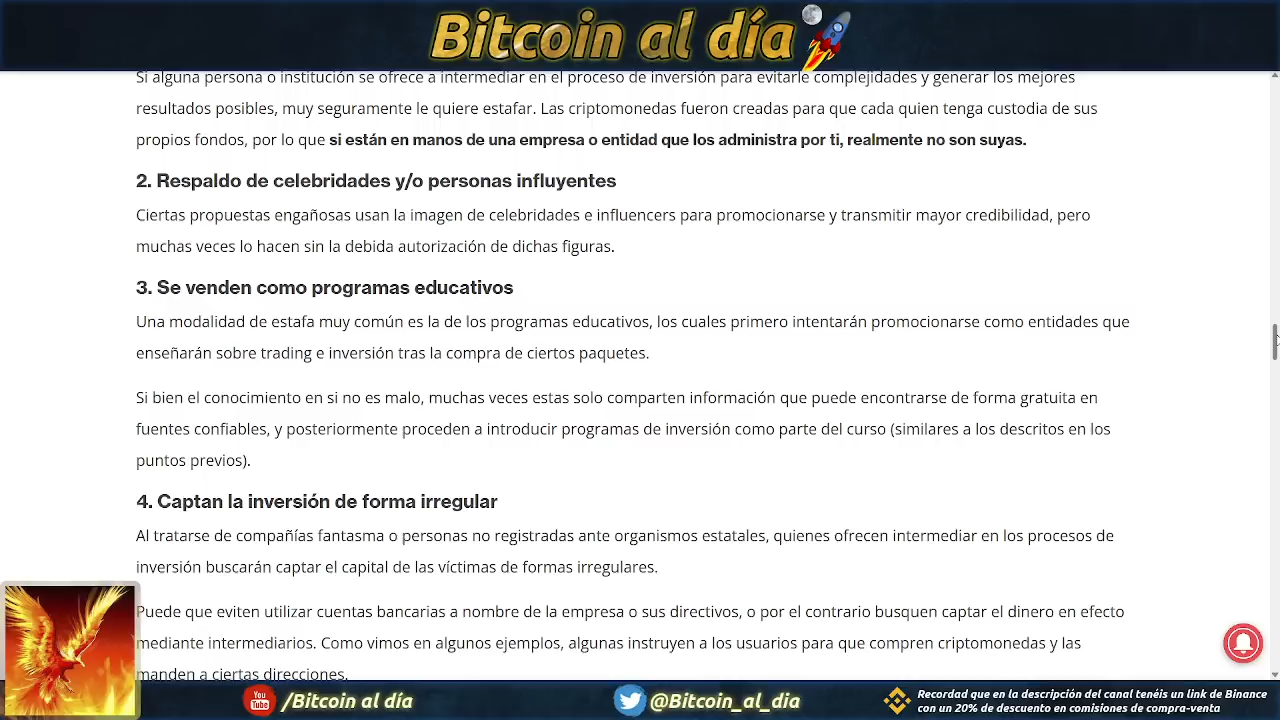 Bitcoin al día
Si alguna persona o institución se ofrece a intermediar en el proceso de inversión para evitarle complejidades y generar los mejores
resultados posibles, muy seguramente le quiere estafar. Las criptomonedas fueron creadas para que cada quien tenga custodia de sus
propios fondos, por lo que si están en manos de una empresa o entidad que los administra por ti, realmente no son suyas.
2. Respaldo de celebridades y/o personas influyentes
Ciertas propuestas engañosas usan la imagen de celebridades e influencers para promocionarse y transmitir mayor credibilidad, pero
muchas veces lo hacen sin la debida autorización de dichas figuras.
3. Se venden como programas educativos
Una modalidad de estafa muy común es la de los programas educativos, los cuales primero intentarán promocionarse como entidades que
enseñarán sobre trading e inversión tras la compra de ciertos paquetes.
Si bien el conocimiento en si no es malo, muchas veces estas solo comparten información que puede encontrarse de forma gratuita en
fuentes confiables, y posteriormente proceden a introducir programas de inversión como parte del curso (similares a los descritos en los
puntos previos).
4. Captan la inversión de forma irregular
Al tratarse de compañías fantasma o personas no registradas ante organismos estatales, quienes ofrecen intermediar en los procesos de
inversión buscarán captar el capital de las víctimas de formas irregulares.
Puede que eviten utilizar cuentas bancarias a nombre de la empresa o sus directivos, o por el contrario busquen captar el dinero en efecto
mediante intermediarios. Como vimos en algunos ejemplos, algunas instruyen a los usuarios para que compren criptomonedas y las
manden a ciertas direcciones.
You Tube /Bitcoin al día
@Bitcoin_al_dia
Recordad que en la descripción del canal tenéis un link de Binance
con un 20% de descuento en comisiones de compra-venta